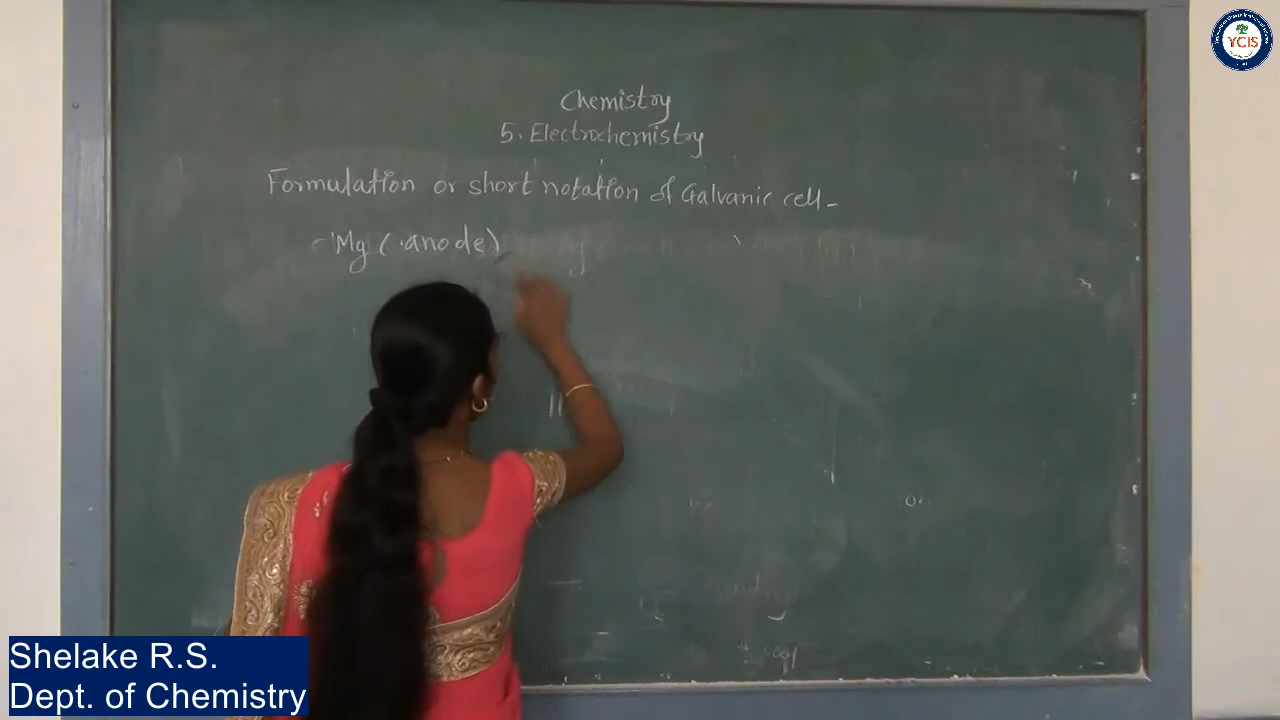 YCIS
Chemistry
5. Electrochemistry
Formulation or short notation of Galvanic cell-
Mg (anode)
Shelake R.S.
Dept. of Chemistry